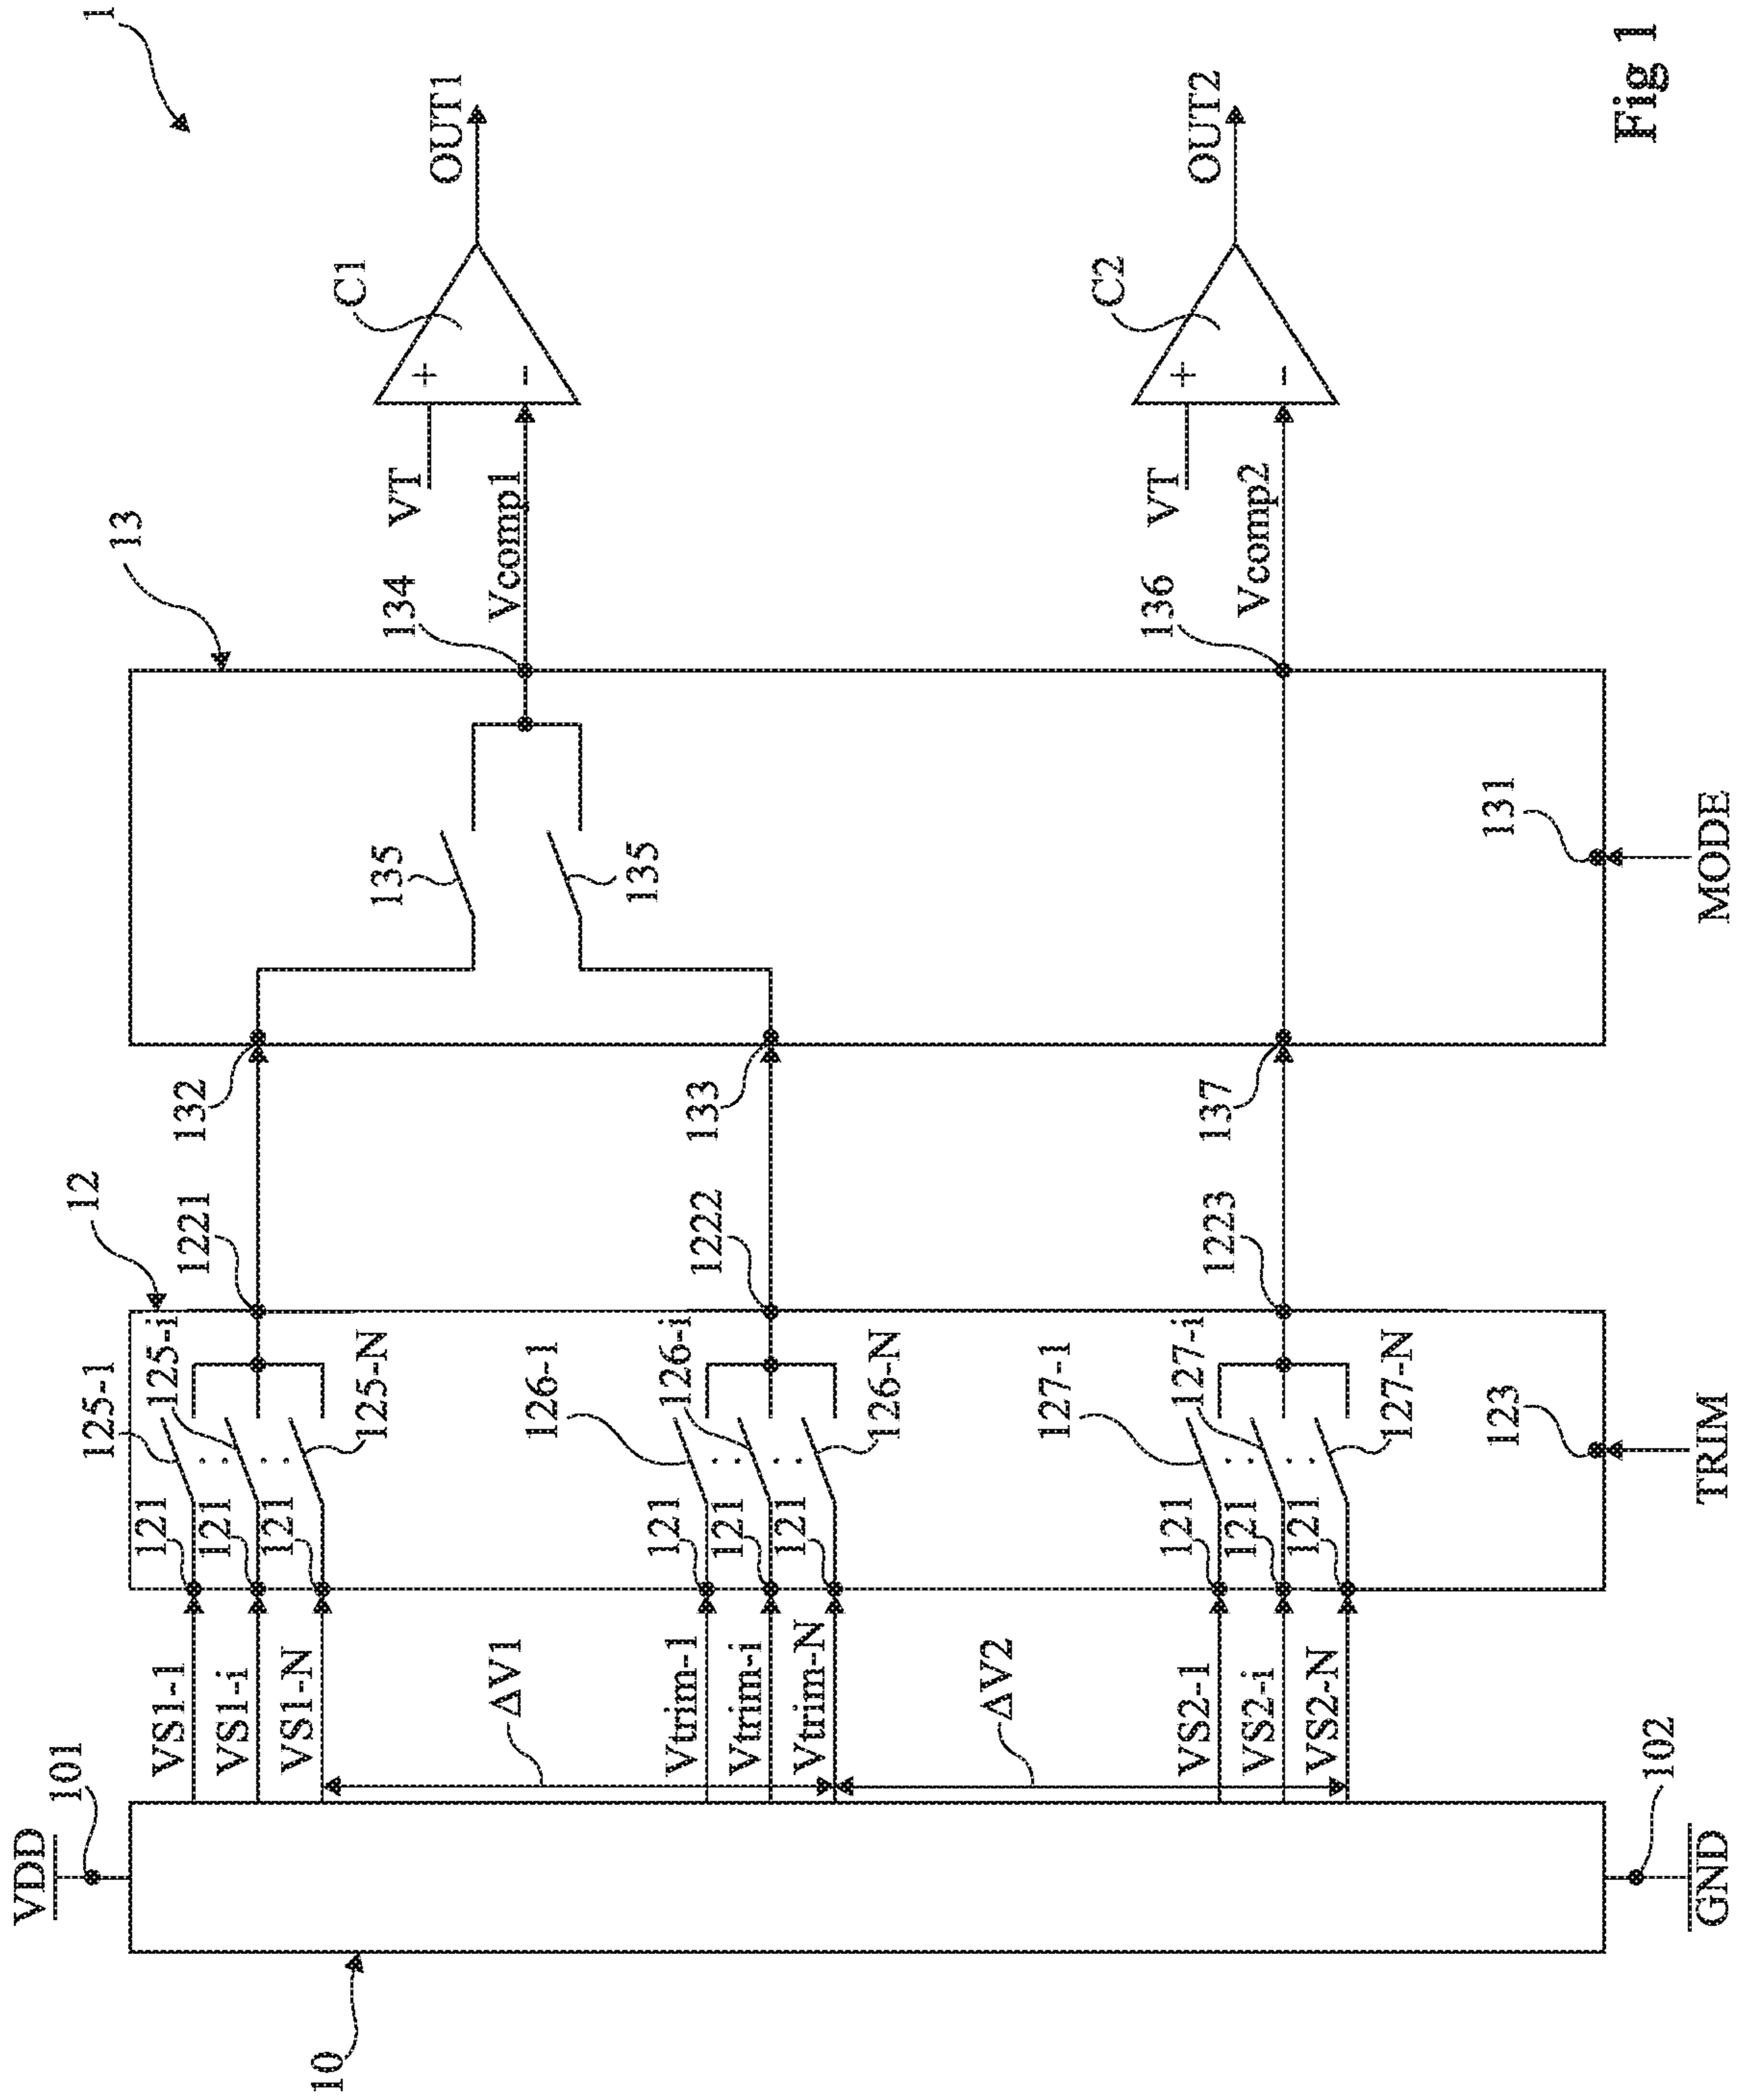 1
VDD
101
10
VS1-1
VS1-i
VS1-N
ΔV1
Vtrim-1
Vtrim-i
Vtrim-N
ΔV2
VS2-1
VS2-i
VS2-N
102
GND
12
121
121
121
125-1
125-i
125-N
1221
121
121
121
126-1
126-i
126-N
1222
121
121
121
127-1
127-i
127-N
1223
123
TRIM
13
132
133
137
135
135
134
136
131
MODE
VT
Vcomp1
+
-
C1
OUT1
VT
Vcomp2
+
-
C2
OUT2
Fig 1